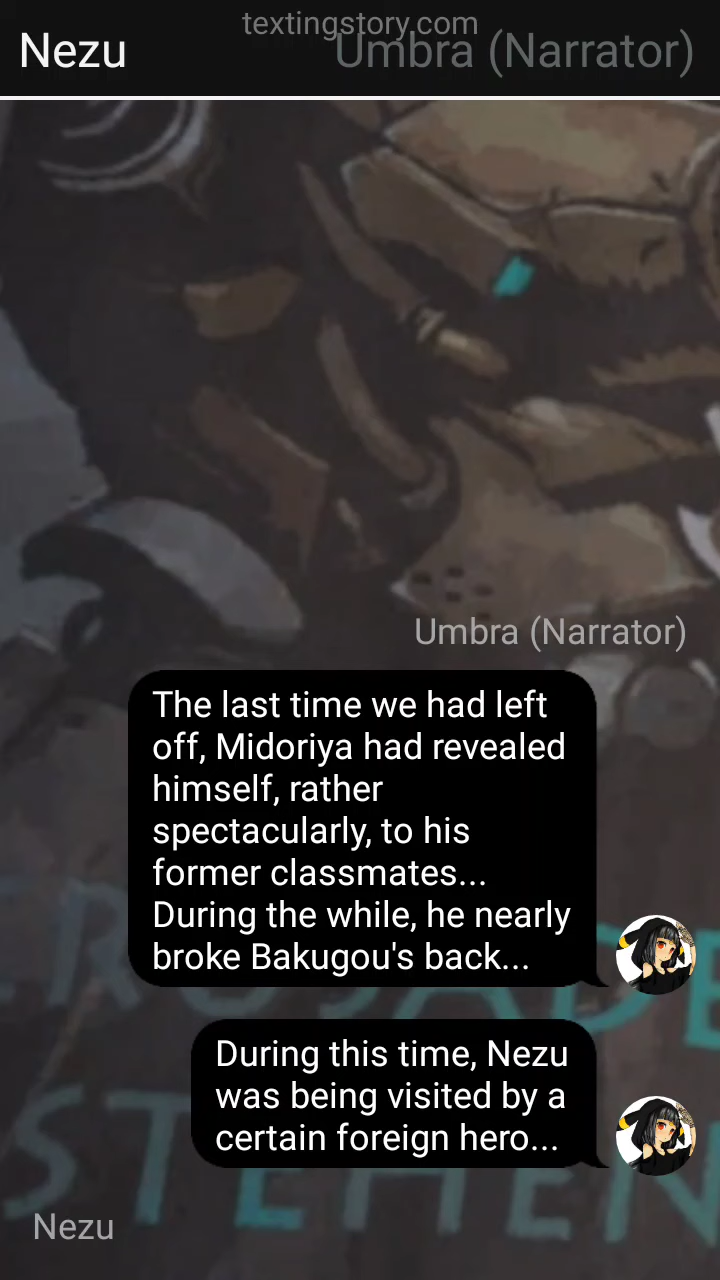 textingstory.com
Nezu
Umbra (Narrator)
Umbra (Narrator)
The last time we had left
off, Midoriya had revealed
himself, rather
spectacularly, to his
former classmates...
During the while, he nearly
broke Bakugou's back...
During this time, Nezu
was being visited by a
certain foreign hero...
Nezu